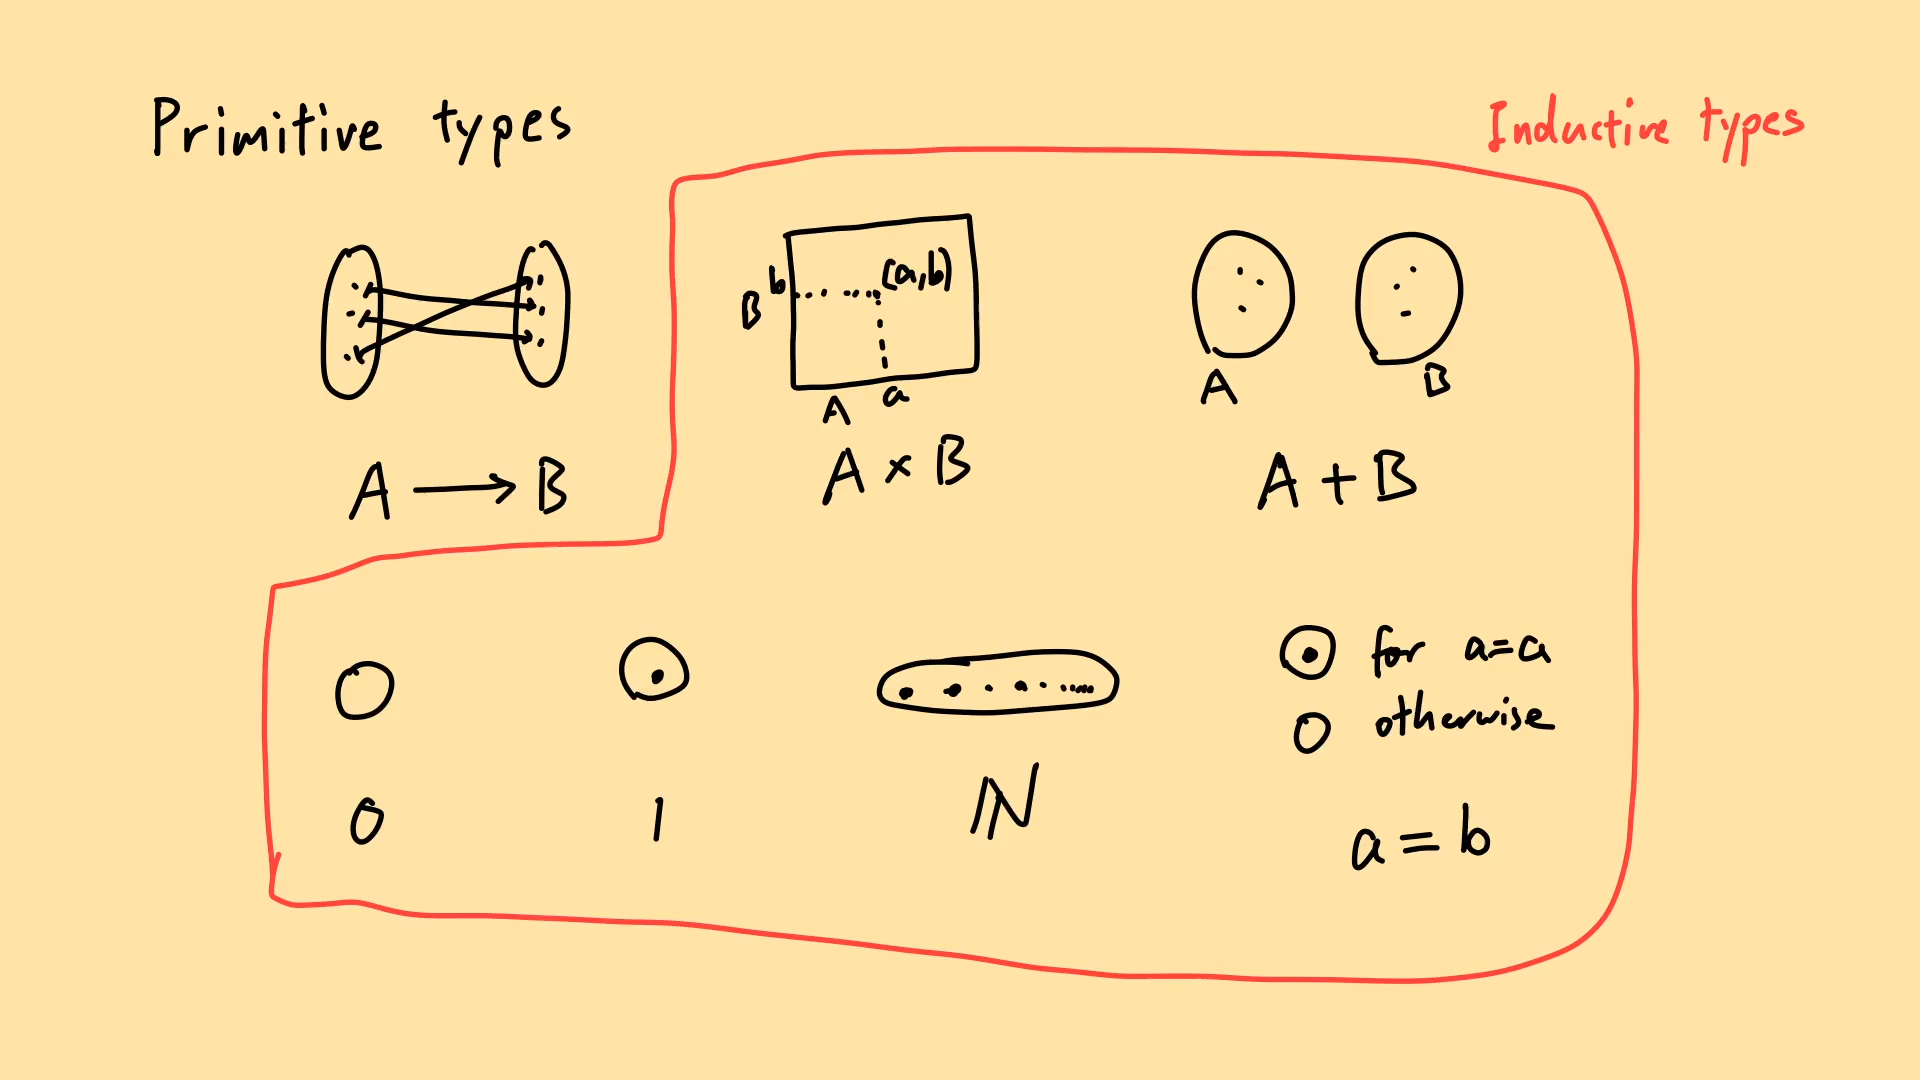 Primitive types
Inductive types
b
(a,b)
B
A
a
A
B
A → B
A × B
A + B
for a=a
otherwise
0
1
ℕ
a = b